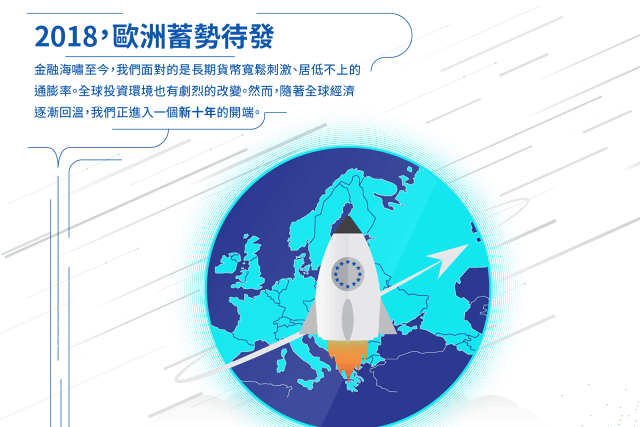 2018，歐洲蓄勢待發
金融海嘯至今，我們面對的是長期貨幣寬鬆刺激、居低不上的
通膨率。全球投資環境也有劇烈的改變。然而，隨著全球經濟
逐漸回溫，我們正進入一個新十年的開端。